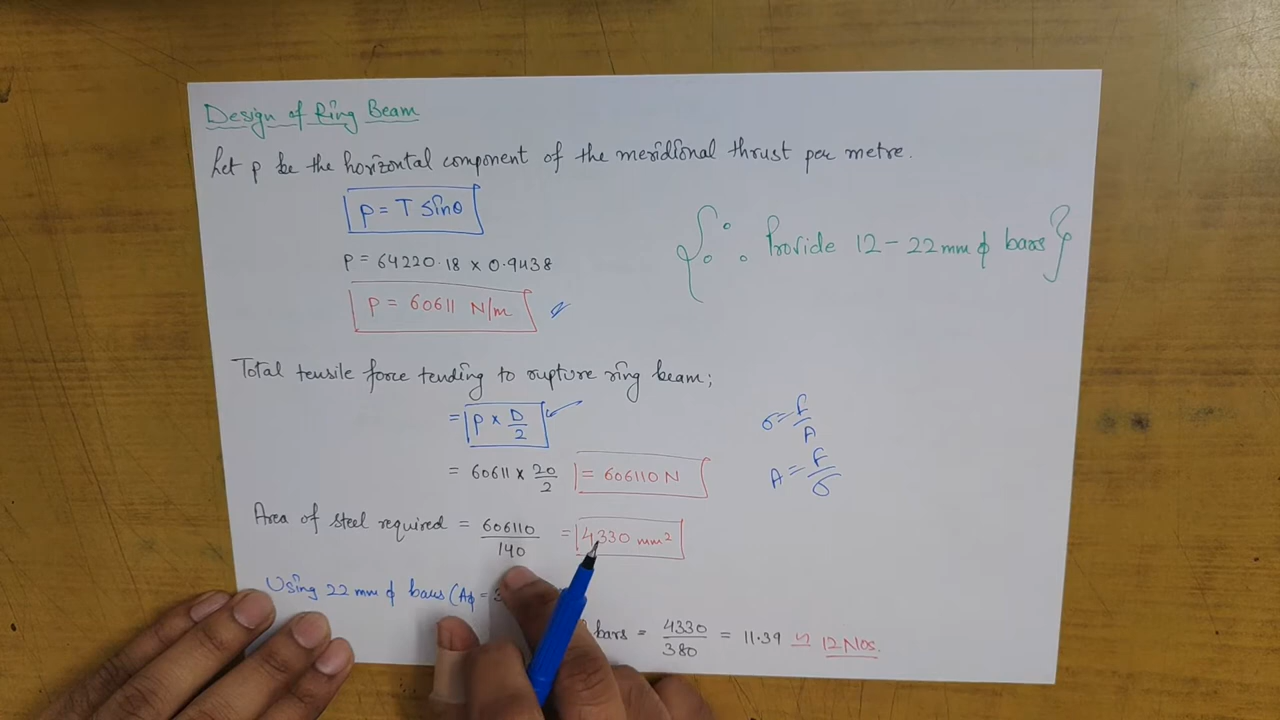 Design of Ring Beam
Let p be the horizontal component of the meridional thrust per metre.
P = T sinθ
P = 64220.18 × 0.9438
P = 60611 N/m
∴ Provide 12 - 22 mm ϕ bars
Total tensile force tending to rupture ring beam;
= P × D/2
= 60611 × 20/2 = 606110 N
σ = F/A
A = F/σ
Area of steel required = 606110/140 = 4330 mm²
Using 22 mm ϕ bars (Aϕ = 3
bars = 4330/380 = 11.39 ≃ 12 Nos.